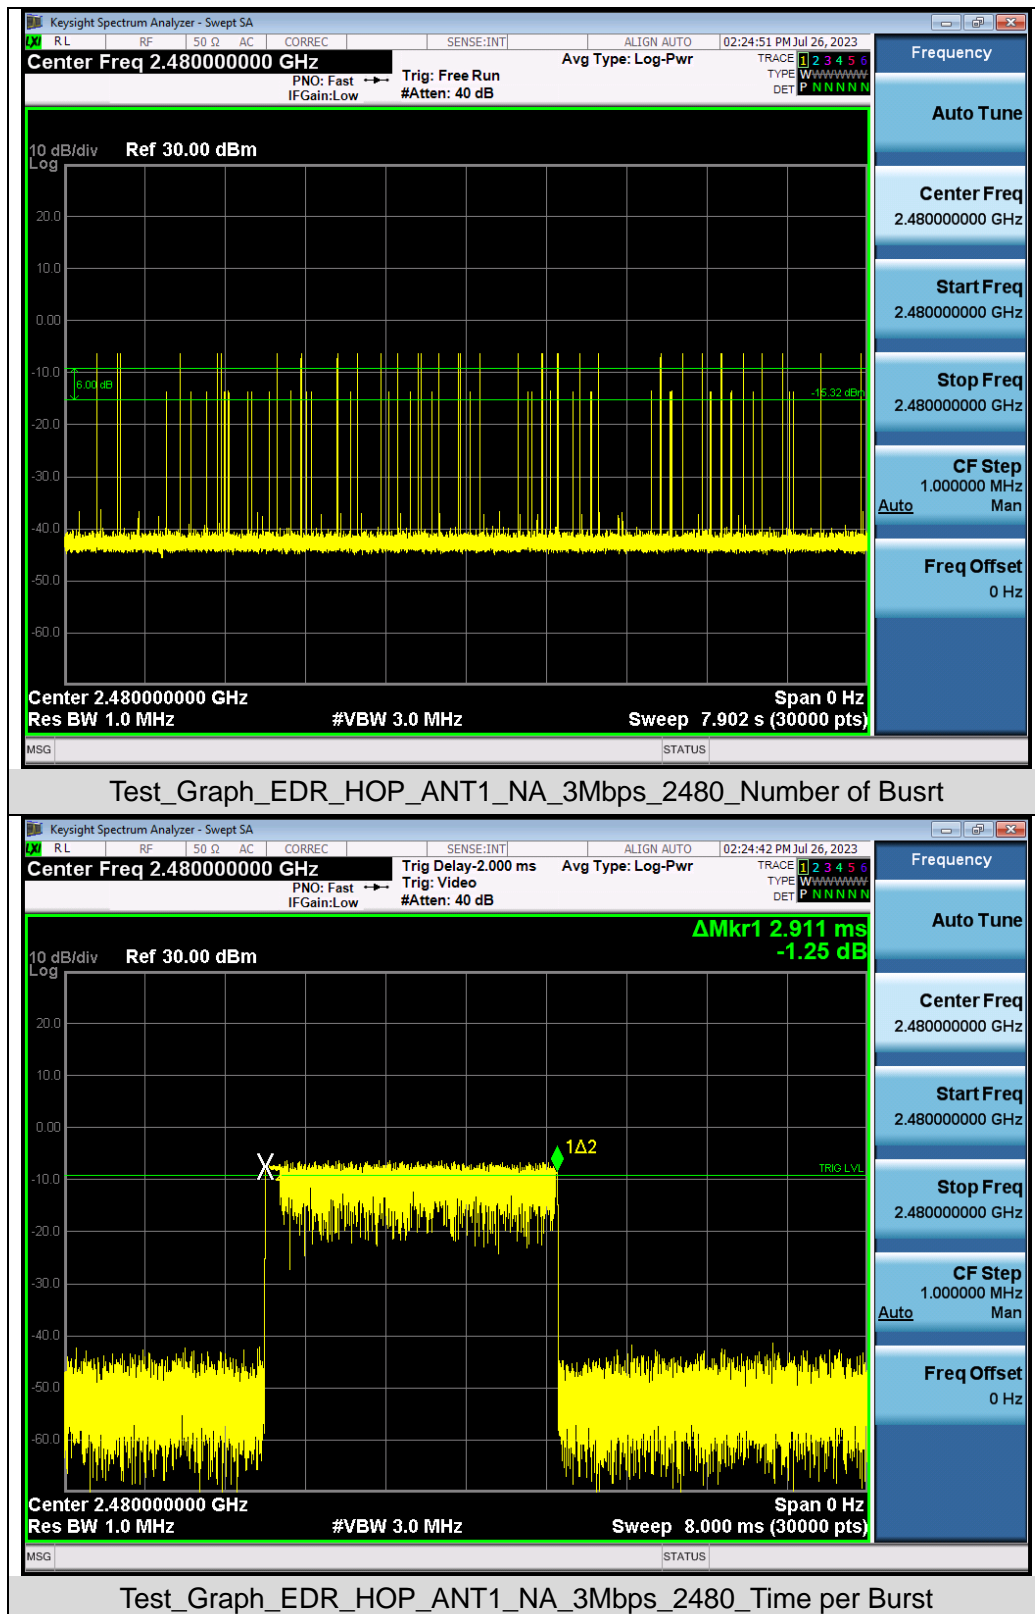 Keysight Spectrum Analyzer - Swept SA
LXI RL RF 50 Ω AC CORREC SENSE:INT ALIGN AUTO 02:24:51 PM Jul 26, 2023
Center Freq 2.480000000 GHz
PNO: Fast
IFGain:Low
Trig: Free Run
#Atten: 40 dB
Avg Type: Log-Pwr
TRACE 1 2 3 4 5 6
TYPE WWWWWW
DET P N N N N N
10 dB/div Ref 30.00 dBm
Log
20.0
10.0
0.00
-10.0
6.00 dB
-15.32 dBm
-20.0
-30.0
-40.0
-50.0
-60.0
Center 2.480000000 GHz Span 0 Hz
Res BW 1.0 MHz #VBW 3.0 MHz Sweep 7.902 s (30000 pts)
MSG STATUS
Frequency
Auto Tune
Center Freq
2.480000000 GHz
Start Freq
2.480000000 GHz
Stop Freq
2.480000000 GHz
CF Step
1.000000 MHz
Auto Man
Freq Offset
0 Hz
Test_Graph_EDR_HOP_ANT1_NA_3Mbps_2480_Number of Busrt
Keysight Spectrum Analyzer - Swept SA
LXI RL RF 50 Ω AC CORREC SENSE:INT ALIGN AUTO 02:24:42 PM Jul 26, 2023
Center Freq 2.480000000 GHz
PNO: Fast
IFGain:Low
Trig Delay-2.000 ms
Trig: Video
#Atten: 40 dB
Avg Type: Log-Pwr
TRACE 1 2 3 4 5 6
TYPE WWWWWW
DET P N N N N N
ΔMkr1 2.911 ms
-1.25 dB
10 dB/div Ref 30.00 dBm
Log
20.0
10.0
0.00
1Δ2
TRIG LVL
-10.0
-20.0
-30.0
-40.0
-50.0
-60.0
Center 2.480000000 GHz Span 0 Hz
Res BW 1.0 MHz #VBW 3.0 MHz Sweep 8.000 ms (30000 pts)
MSG STATUS
Frequency
Auto Tune
Center Freq
2.480000000 GHz
Start Freq
2.480000000 GHz
Stop Freq
2.480000000 GHz
CF Step
1.000000 MHz
Auto Man
Freq Offset
0 Hz
Test_Graph_EDR_HOP_ANT1_NA_3Mbps_2480_Time per Burst